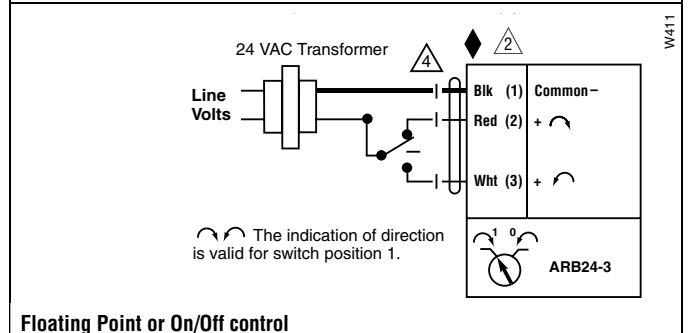 W411
24 VAC Transformer
4
2
Line
Volts
Blk (1) Common –
Red (2) +
Wht (3) +
The indication of direction
is valid for switch position 1.
1 0
ARB24-3
Floating Point or On/Off control